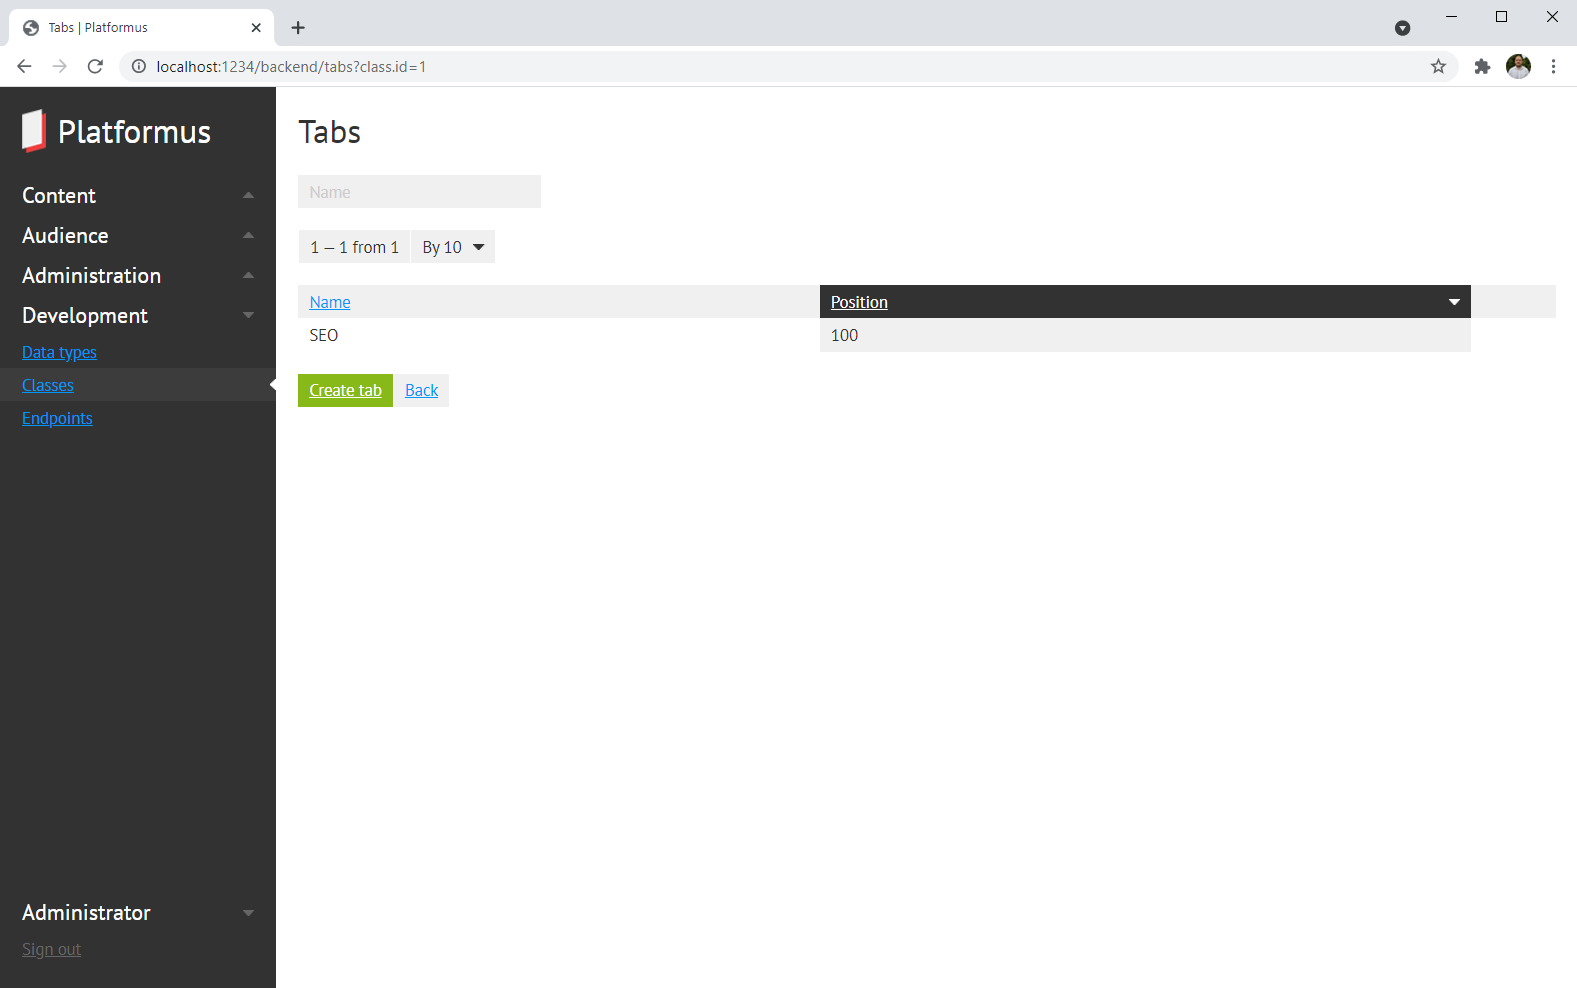 Tabs | Platformus
localhost:1234/backend/tabs?class.id=1
Platformus
Content
Audience
Administration
Development
Data types
Classes
Endpoints
Administrator
Sign out
Tabs
Name
1 — 1 from 1 By 10
Name Position
SEO 100
Create tab Back